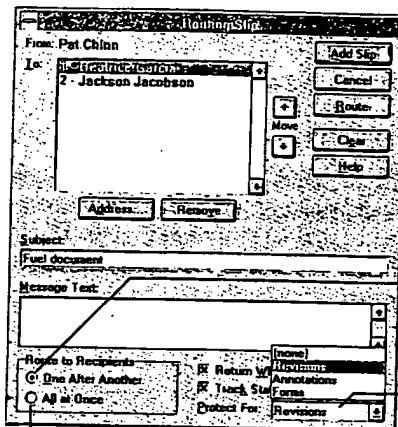 Routing Slip
From: Pat Chinn
Add Slip
To:
2 - Jackson Jacobson
Cancel
Route
Move
Clear
Help
Address...
Remove
Subject:
Fuel document
Message Text:
Route to Recipients
One After Another
All at Once
Return
Track
Protect For:
(none)
Revisions
Annotations
Forms
Revisions